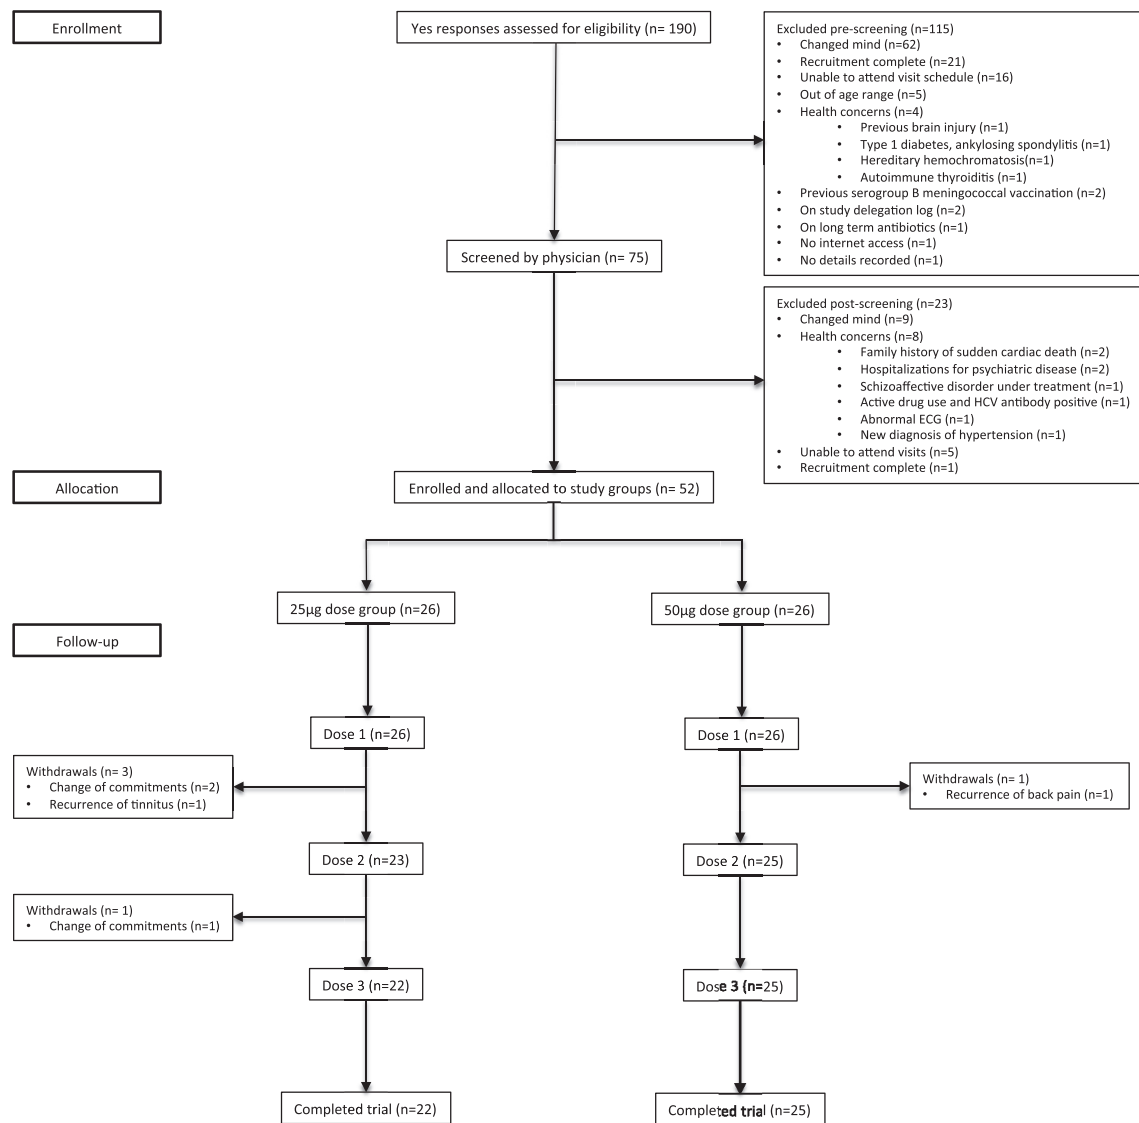 Enrollment
Yes responses assessed for eligibility (n= 190)
Excluded pre-screening (n=115)
• Changed mind (n=62)
• Recruitment complete (n=21)
• Unable to attend visit schedule (n=16)
• Out of age range (n=5)
• Health concerns (n=4)
• Previous brain injury (n=1)
• Type 1 diabetes, ankylosing spondylitis (n=1)
• Hereditary hemochromatosis(n=1)
• Autoimmune thyroiditis (n=1)
• Previous serogroup B meningococcal vaccination (n=2)
• On study delegation log (n=2)
• On long term antibiotics (n=1)
• No internet access (n=1)
• No details recorded (n=1)
Screened by physician (n= 75)
Excluded post-screening (n=23)
• Changed mind (n=9)
• Health concerns (n=8)
• Family history of sudden cardiac death (n=2)
• Hospitalizations for psychiatric disease (n=2)
• Schizoaffective disorder under treatment (n=1)
• Active drug use and HCV antibody positive (n=1)
• Abnormal ECG (n=1)
• New diagnosis of hypertension (n=1)
• Unable to attend visits (n=5)
• Recruitment complete (n=1)
Allocation
Enrolled and allocated to study groups (n= 52)
25µg dose group (n=26)
50µg dose group (n=26)
Follow-up
Dose 1 (n=26)
Dose 1 (n=26)
Withdrawals (n= 3)
• Change of commitments (n=2)
• Recurrence of tinnitus (n=1)
Withdrawals (n= 1)
• Recurrence of back pain (n=1)
Dose 2 (n=23)
Dose 2 (n=25)
Withdrawals (n= 1)
• Change of commitments (n=1)
Dose 3 (n=22)
Dose 3 (n=25)
Completed trial (n=22)
Completed trial (n=25)